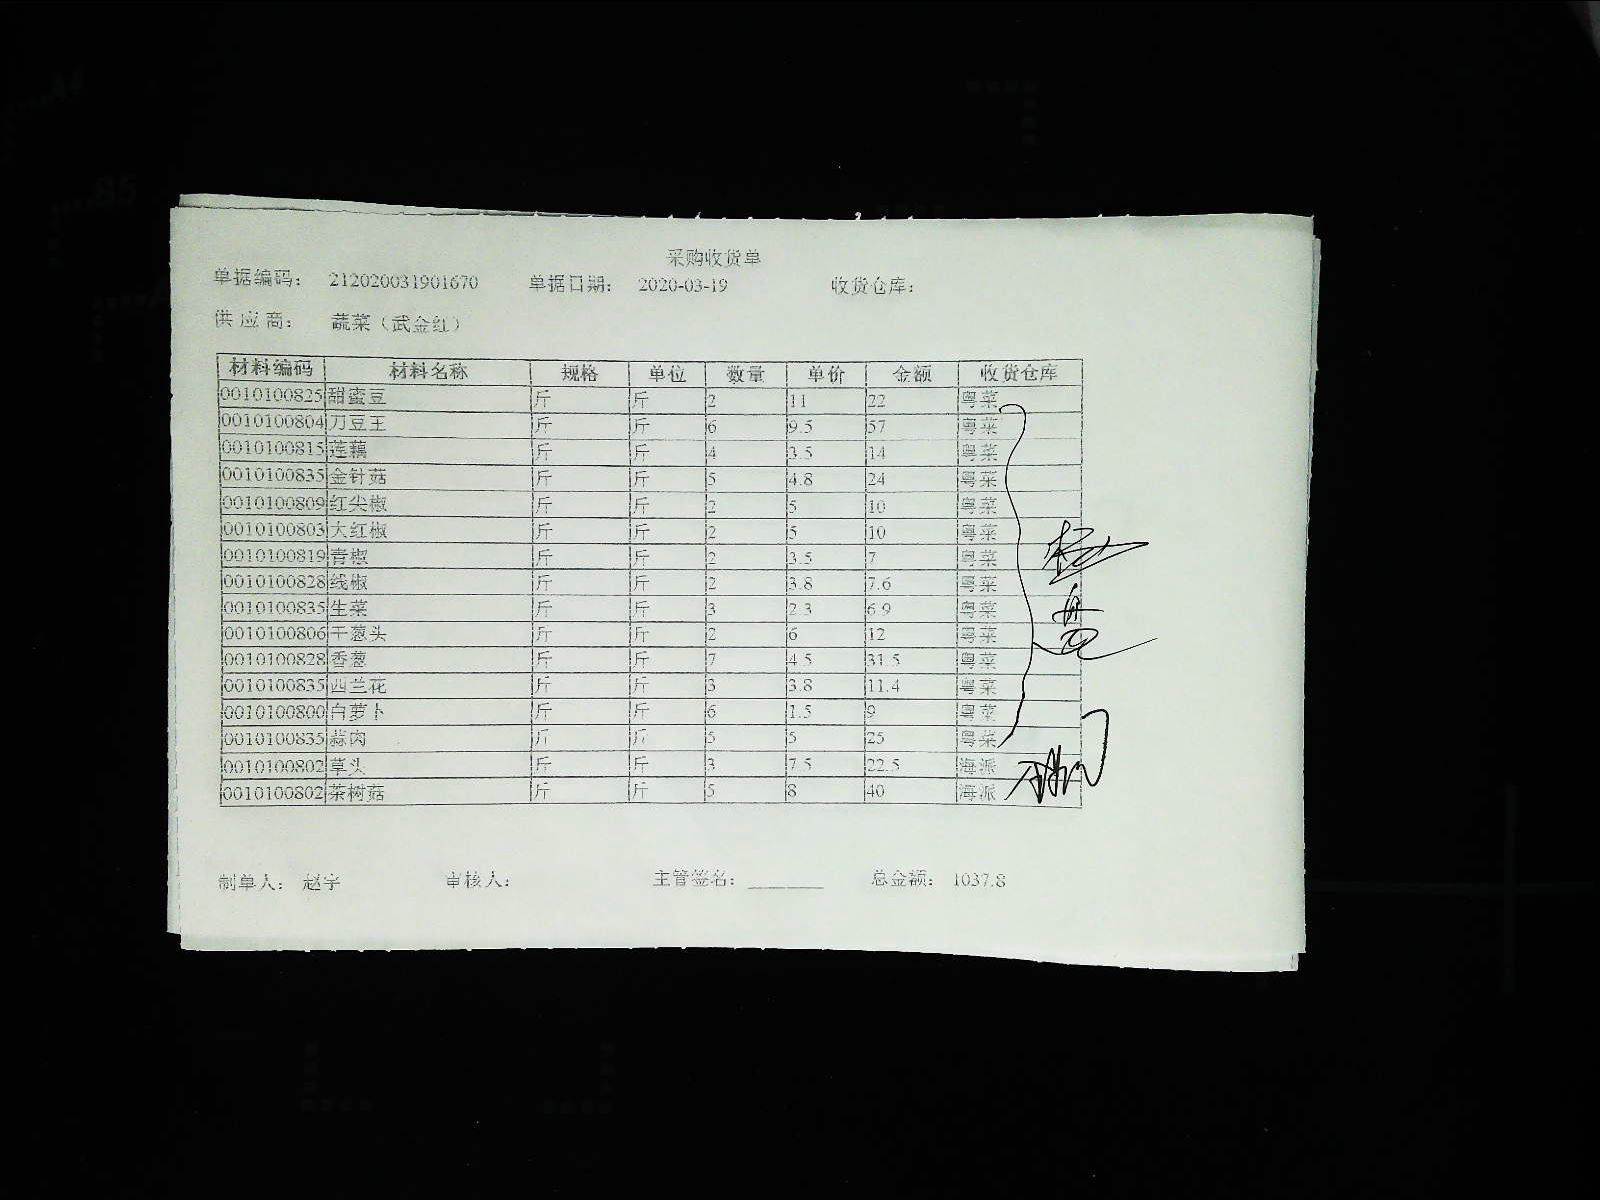 采购收货单
单据编码： 212020031901670 单据日期： 2020-03-19 收货仓库：
供 应 商： 蔬菜（武金红）
材料编码 材料名称 规格 单位 数量 单价 金额 收货仓库
0010100825 甜蜜豆 斤 斤 2 11 22 粤菜
0010100804 刀豆王 斤 斤 6 9.5 57 粤菜
0010100815 莲藕 斤 斤 4 3.5 14 粤菜
0010100835 金针菇 斤 斤 5 4.8 24 粤菜
0010100809 红尖椒 斤 斤 2 5 10 粤菜
0010100803 大红椒 斤 斤 2 5 10 粤菜
0010100819 青椒 斤 斤 2 3.5 7 粤菜
0010100828 线椒 斤 斤 2 3.8 7.6 粤菜
0010100835 生菜 斤 斤 3 2.3 6.9 粤菜
0010100806 干葱头 斤 斤 2 6 12 粤菜
0010100828 香葱 斤 斤 7 4.5 31.5 粤菜
0010100835 西兰花 斤 斤 3 3.8 11.4 粤菜
0010100800 白萝卜 斤 斤 6 1.5 9 粤菜
0010100835 蒜肉 斤 斤 5 5 25 粤菜
0010100802 草头 斤 斤 3 7.5 22.5 海派
0010100802 茶树菇 斤 斤 5 8 40 海派
制单人： 赵宇 审核人： 主管签名： 总金额： 1037.8